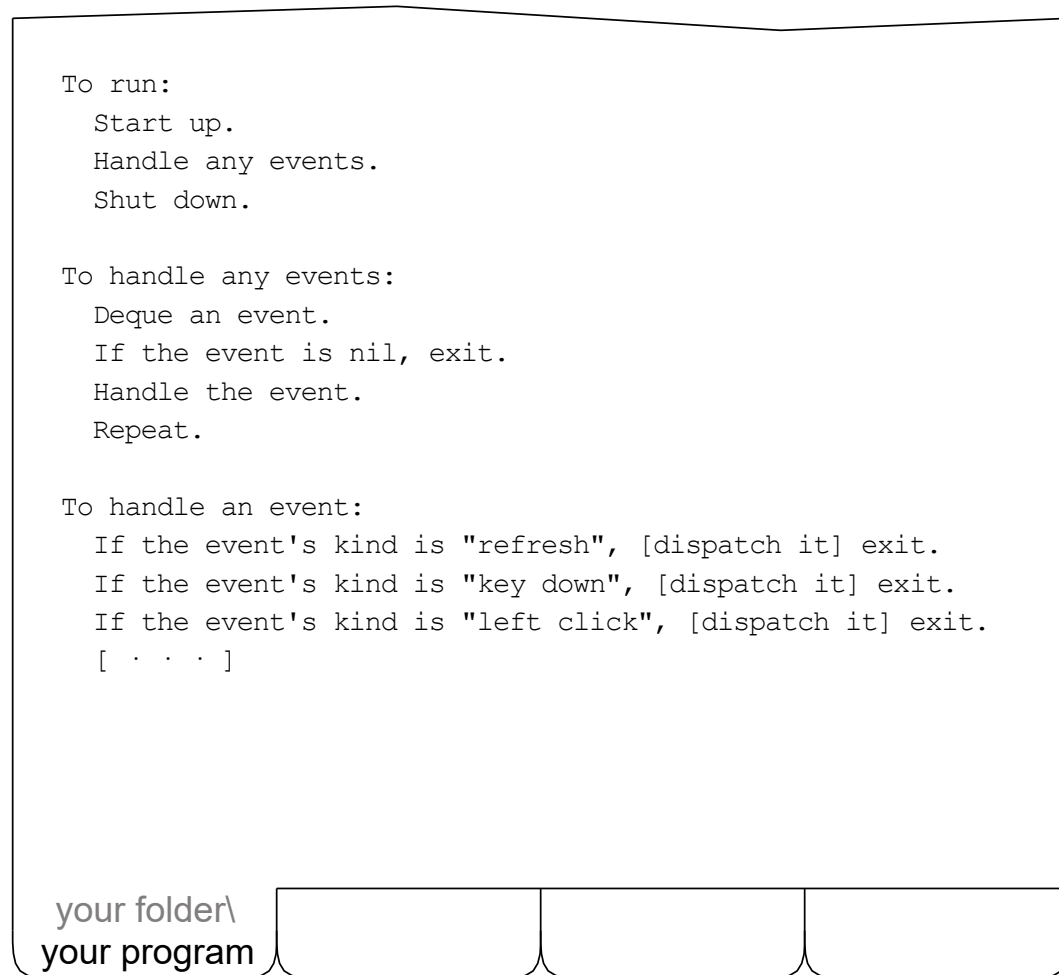 To run:
Start up.
Handle any events.
Shut down.
To handle any events:
Deque an event.
If the event is nil, exit.
Handle the event.
Repeat.
To handle an event:
If the event's kind is "refresh", [dispatch it] exit.
If the event's kind is "key down", [dispatch it] exit.
If the event's kind is "left click", [dispatch it] exit.
[ · · · ]
your folder\
your program